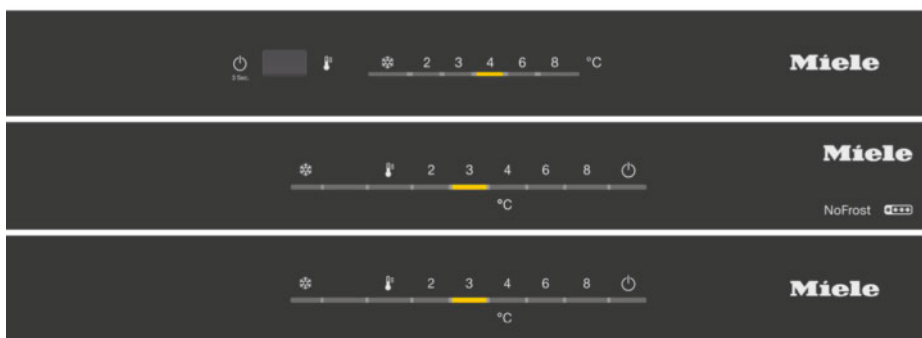 2 3 4 6 8 °C Miele
3 Sec.
Miele
2 3 4 6 8
°C
NoFrost
2 3 4 6 8 Miele
°C